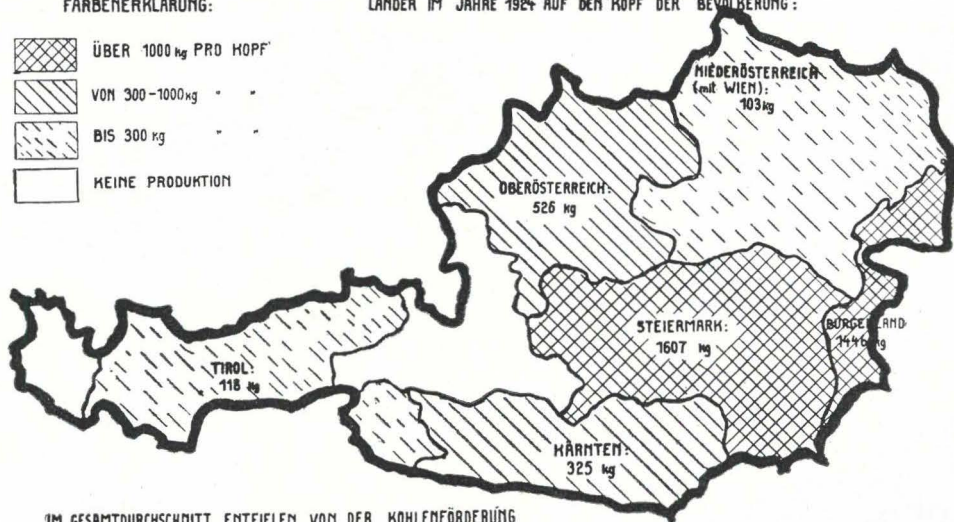 FARBENERKLÄRUNG:
LÄNDER IM JAHRE 1924 AUF DEN KOPF DER BEVÖLKERUNG:
ÜBER 1000 kg PRO KOPF
VON 300-1000 kg " "
BIS 300 kg " "
KEINE PRODUKTION
NIEDERÖSTERREICH
(mit WIEN):
103 kg
OBERÖSTERREICH:
526 kg
STEIERMARK:
1607 kg
BURGENLAND
1446 kg
TIROL:
118 kg
KÄRNTEN:
325 kg
IM GESAMTDURCHSCHNITT ENTFIELEN VON DER KOHLENFÖRDERUNG